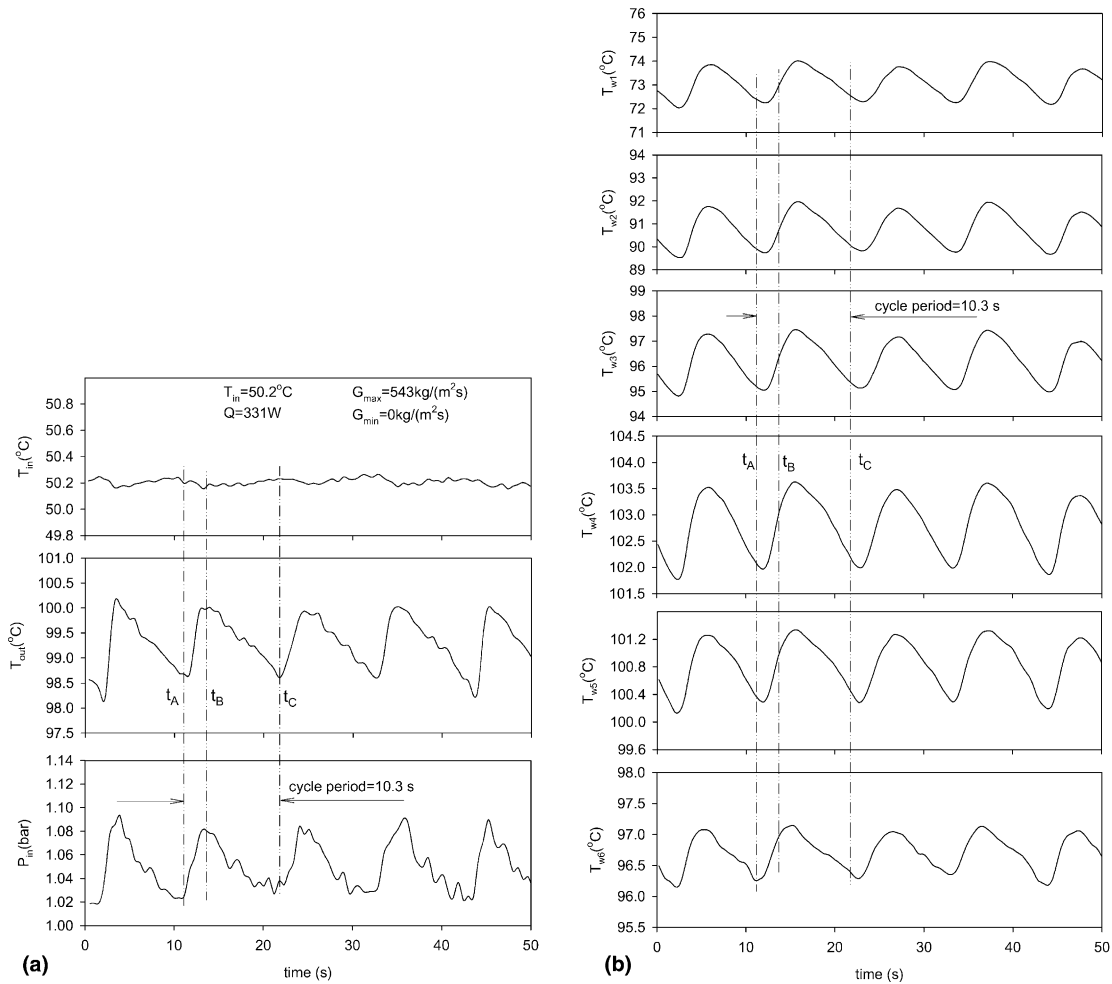 T_in=50.2°C
G_max=543kg/(m²s)
Q=331W
G_min=0kg/(m²s)
T_in(°C)
50.8
50.6
50.4
50.2
50.0
49.8
T_out(°C)
101.0
100.5
100.0
99.5
99.0
98.5
98.0
97.5
t_A
t_B
t_C
P_in(bar)
1.14
1.12
1.10
1.08
1.06
1.04
1.02
1.00
cycle period=10.3 s
0
10
20
30
40
50
time (s)
(a)
T_w1(°C)
76
75
74
73
72
71
T_w2(°C)
94
93
92
91
90
89
T_w3(°C)
99
98
97
96
95
94
cycle period=10.3 s
T_w4(°C)
104.5
104.0
103.5
103.0
102.5
102.0
101.5
t_A
t_B
t_C
T_w5(°C)
101.2
100.8
100.4
100.0
99.6
T_w6(°C)
98.0
97.5
97.0
96.5
96.0
95.5
0
10
20
30
40
50
time (s)
(b)